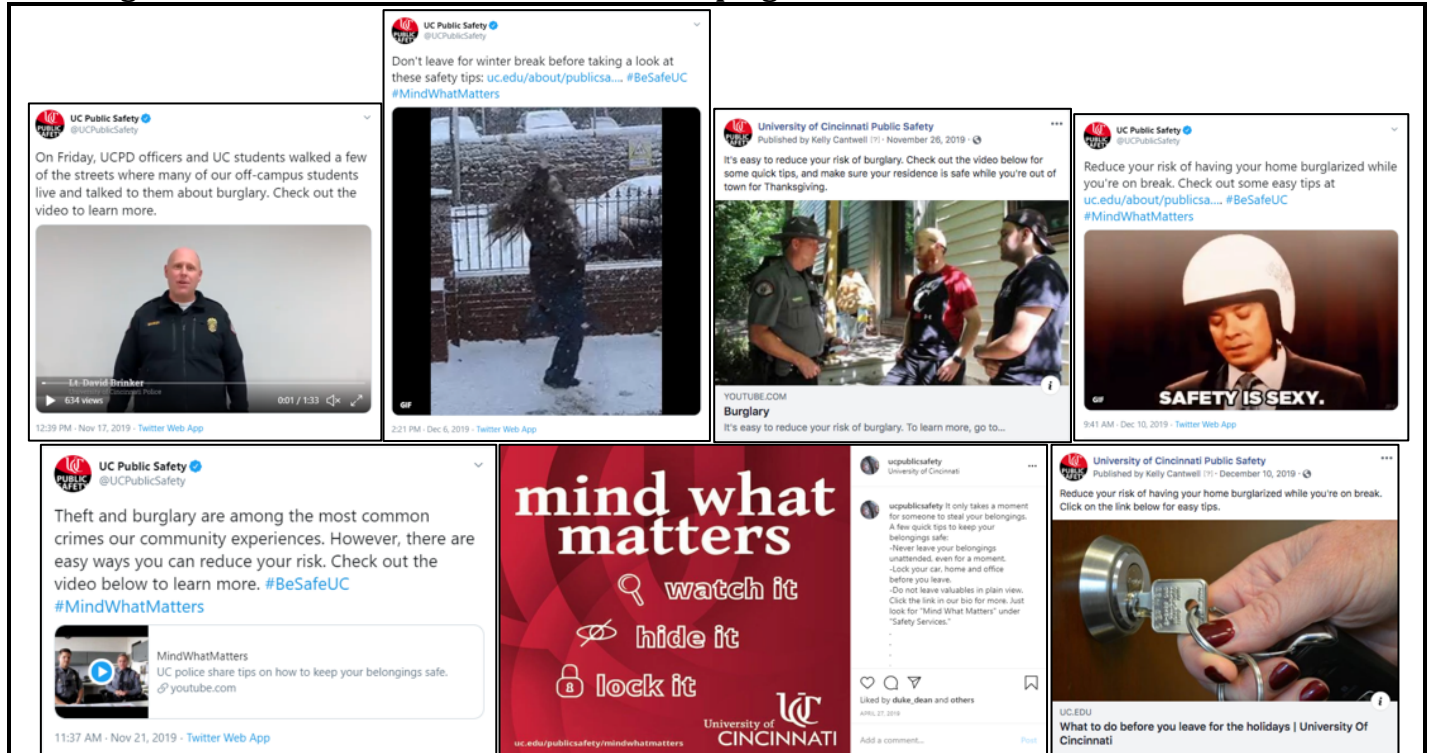 UC Public Safety
@UCPublicSafety
On Friday, UCPD officers and UC students walked a few
of the streets where many of our off-campus students
live and talked to them about burglary. Check out the
video to learn more.
Lt. David Brinker
University of Cincinnati Police
634 views
0:01 / 1:33
12:39 PM · Nov 17, 2019 · Twitter Web App
UC Public Safety
@UCPublicSafety
Don't leave for winter break before taking a look at
these safety tips: uc.edu/about/publicsa.... #BeSafeUC
#MindWhatMatters
GIF
2:21 PM · Dec 6, 2019 · Twitter Web App
University of Cincinnati Public Safety
Published by Kelly Cantwell [?] · November 26, 2019 ·
It's easy to reduce your risk of burglary. Check out the video below for
some quick tips, and make sure your residence is safe while you're out of
town for Thanksgiving.
YOUTUBE.COM
Burglary
It's easy to reduce your risk of burglary. To learn more, go to...
UC Public Safety
@UCPublicSafety
Reduce your risk of having your home burglarized while
you're on break. Check out some easy tips at
uc.edu/about/publicsa.... #BeSafeUC
#MindWhatMatters
GIF
SAFETY IS SEXY.
9:41 AM · Dec 10, 2019 · Twitter Web App
UC Public Safety
@UCPublicSafety
Theft and burglary are among the most common
crimes our community experiences. However, there are
easy ways you can reduce your risk. Check out the
video below to learn more. #BeSafeUC
#MindWhatMatters
MindWhatMatters
UC police share tips on how to keep your belongings safe.
youtube.com
11:37 AM · Nov 21, 2019 · Twitter Web App
mind what
matters
watch it
hide it
lock it
uc.edu/publicsafety/mindwhatmatters
University of
CINCINNATI
ucpublicsafety
University of Cincinnati
ucpublicsafety It only takes a moment
for someone to steal your belongings.
A few quick tips to keep your
belongings safe:
-Never leave your belongings
unattended, even for a moment.
-Lock your car, home and office
before you leave.
-Do not leave valuables in plain view.
Click the link in our bio for more. Just
look for "Mind What Matters" under
"Safety Services."
.
.
.
.
Liked by duke_dean and others
APRIL 27, 2019
Add a comment...
Post
University of Cincinnati Public Safety
Published by Kelly Cantwell [?] · December 10, 2019 ·
Reduce your risk of having your home burglarized while you're on break.
Click on the link below for easy tips.
UC.EDU
What to do before you leave for the holidays | University Of
Cincinnati